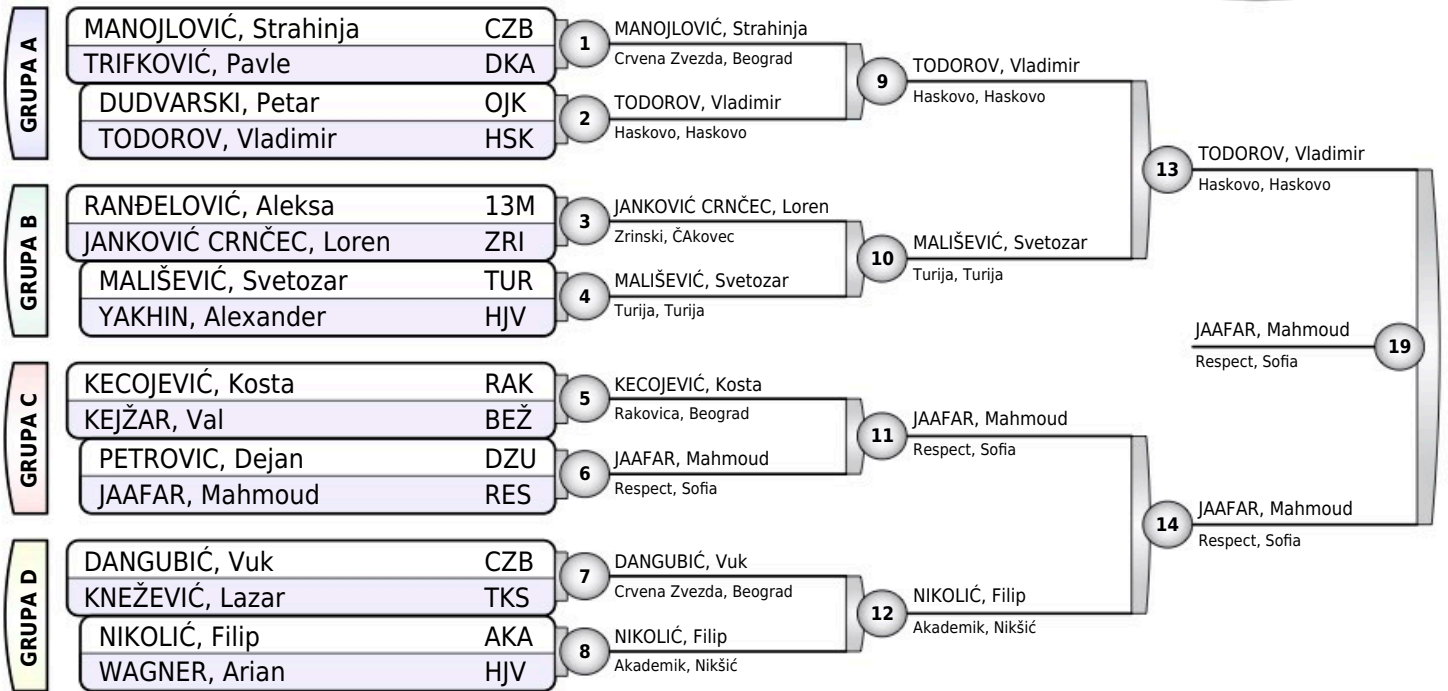 GRUPA A
MANOJLOVIĆ, Strahinja CZB
TRIFKOVIĆ, Pavle DKA
DUDVARSKI, Petar OJK
TODOROV, Vladimir HSK
GRUPA B
RANĐELOVIĆ, Aleksa 13M
JANKOVIĆ CRNČEC, Loren ZRI
MALIŠEVIĆ, Svetozar TUR
YAKHIN, Alexander HJV
GRUPA C
KECOJEVIĆ, Kosta RAK
KEJŽAR, Val BEŽ
PETROVIC, Dejan DZU
JAAFAR, Mahmoud RES
GRUPA D
DANGUBIĆ, Vuk CZB
KNEŽEVIĆ, Lazar TKS
NIKOLIĆ, Filip AKA
WAGNER, Arian HJV
1
MANOJLOVIĆ, Strahinja
Crvena Zvezda, Beograd
2
TODOROV, Vladimir
Haskovo, Haskovo
3
JANKOVIĆ CRNČEC, Loren
Zrinski, ČAkovec
4
MALIŠEVIĆ, Svetozar
Turija, Turija
5
KECOJEVIĆ, Kosta
Rakovica, Beograd
6
JAAFAR, Mahmoud
Respect, Sofia
7
DANGUBIĆ, Vuk
Crvena Zvezda, Beograd
8
NIKOLIĆ, Filip
Akademik, Nikšić
9
TODOROV, Vladimir
Haskovo, Haskovo
10
MALIŠEVIĆ, Svetozar
Turija, Turija
11
JAAFAR, Mahmoud
Respect, Sofia
12
NIKOLIĆ, Filip
Akademik, Nikšić
13
TODOROV, Vladimir
Haskovo, Haskovo
14
JAAFAR, Mahmoud
Respect, Sofia
JAAFAR, Mahmoud
Respect, Sofia
19